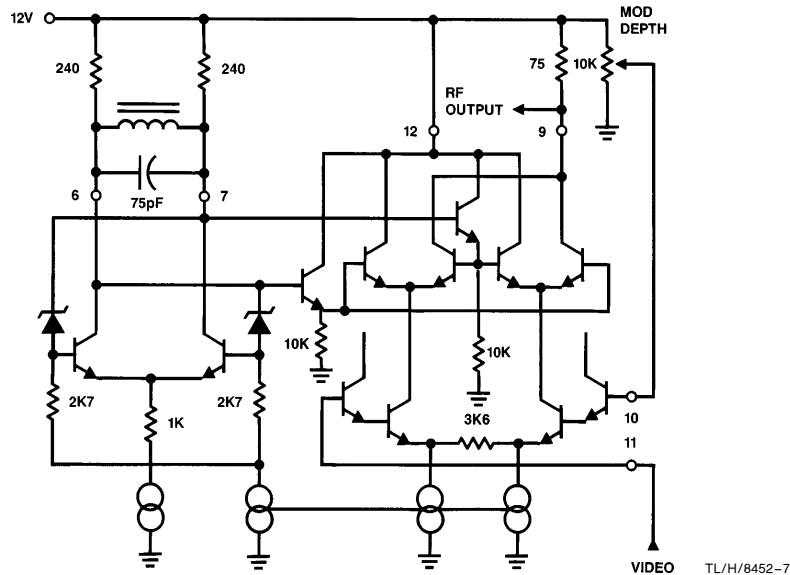 12V
MOD
DEPTH
240
240
75
10K
RF
OUTPUT
12
9
75pF
6
7
10K
10K
2K7
2K7
1K
3K6
10
11
VIDEO
TL/H/8452–7